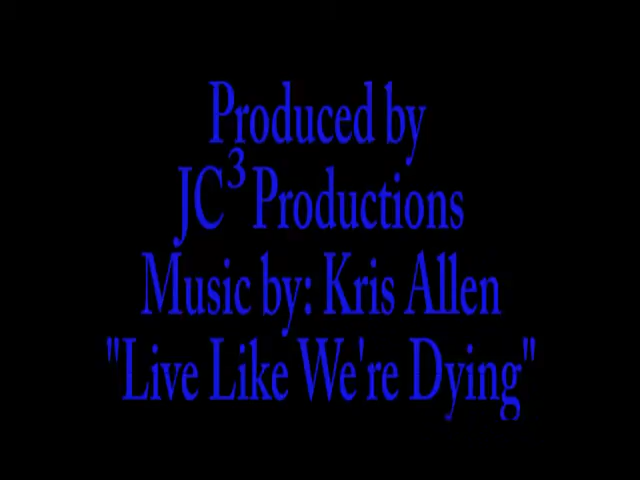 Produced by
JC³ Productions
Music by: Kris Allen
"Live Like We're Dying"